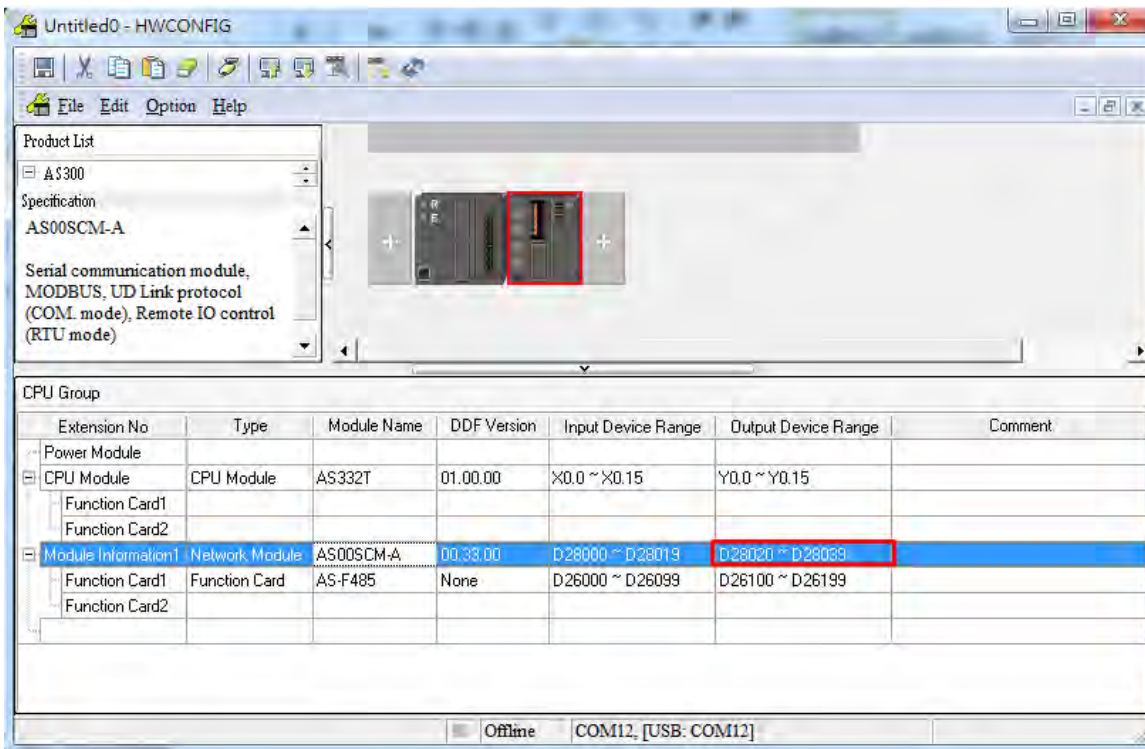 Untitled0 - HWCONFIG
File Edit Option Help
Product List
AS300
Specification
AS00SCM-A
Serial communication module,
MODBUS, UD Link protocol
(COM. mode), Remote IO control
(RTU mode)
R
E
CPU Group
Extension No Type Module Name DDF Version Input Device Range Output Device Range Comment
Power Module
CPU Module CPU Module AS332T 01.00.00 X0.0 ~ X0.15 Y0.0 ~ Y0.15
Function Card1
Function Card2
Module Information1 Network Module AS00SCM-A 00.33.00 D28000 ~ D28019 D28020 ~ D28039
Function Card1 Function Card AS-F485 None D26000 ~ D26099 D26100 ~ D26199
Function Card2
Offline COM12, [USB: COM12]